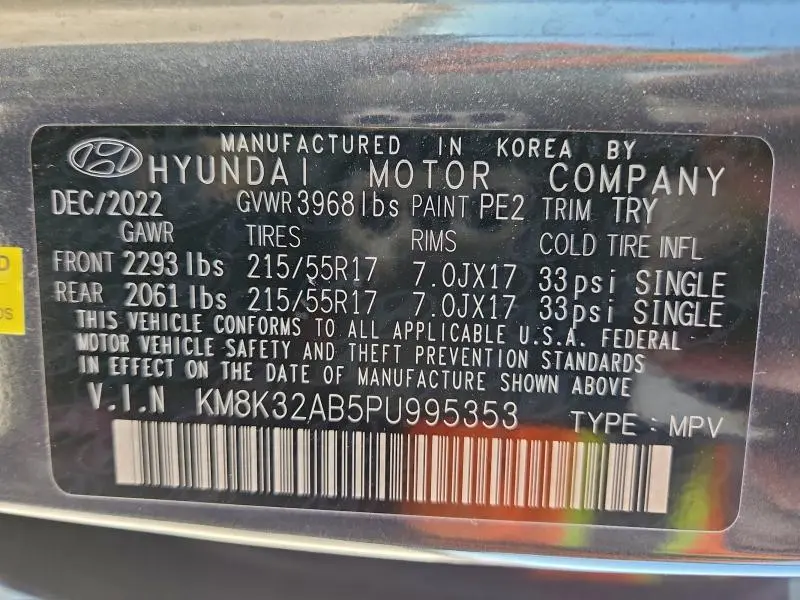 MANUFACTURED IN KOREA BY
HYUNDAI MOTOR COMPANY
DEC/2022 GVWR 3968 lbs PAINT PE2 TRIM TRY
GAWR TIRES RIMS COLD TIRE INFL
FRONT 2293 lbs 215/55R17 7.0JX17 33psi SINGLE
REAR 2061 lbs 215/55R17 7.0JX17 33psi SINGLE
THIS VEHICLE CONFORMS TO ALL APPLICABLE U.S.A. FEDERAL
MOTOR VEHICLE SAFETY AND THEFT PREVENTION STANDARDS
IN EFFECT ON THE DATE OF MANUFACTURE SHOWN ABOVE
V.I.N KM8K32AB5PU995353 TYPE: MPV